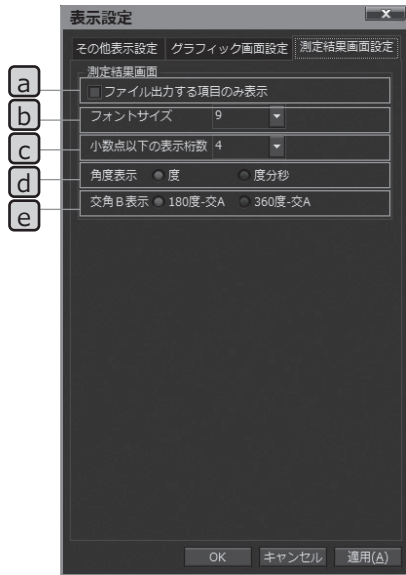 表示設定 x
その他表示設定 グラフィック画面設定 測定結果画面設定
測定結果画面
a ファイル出力する項目のみ表示
b フォントサイズ 9
c 小数点以下の表示桁数 4
d 角度表示 度 度分秒
e 交角B表示 180度-交A 360度-交A
OK キャンセル 適用(A)